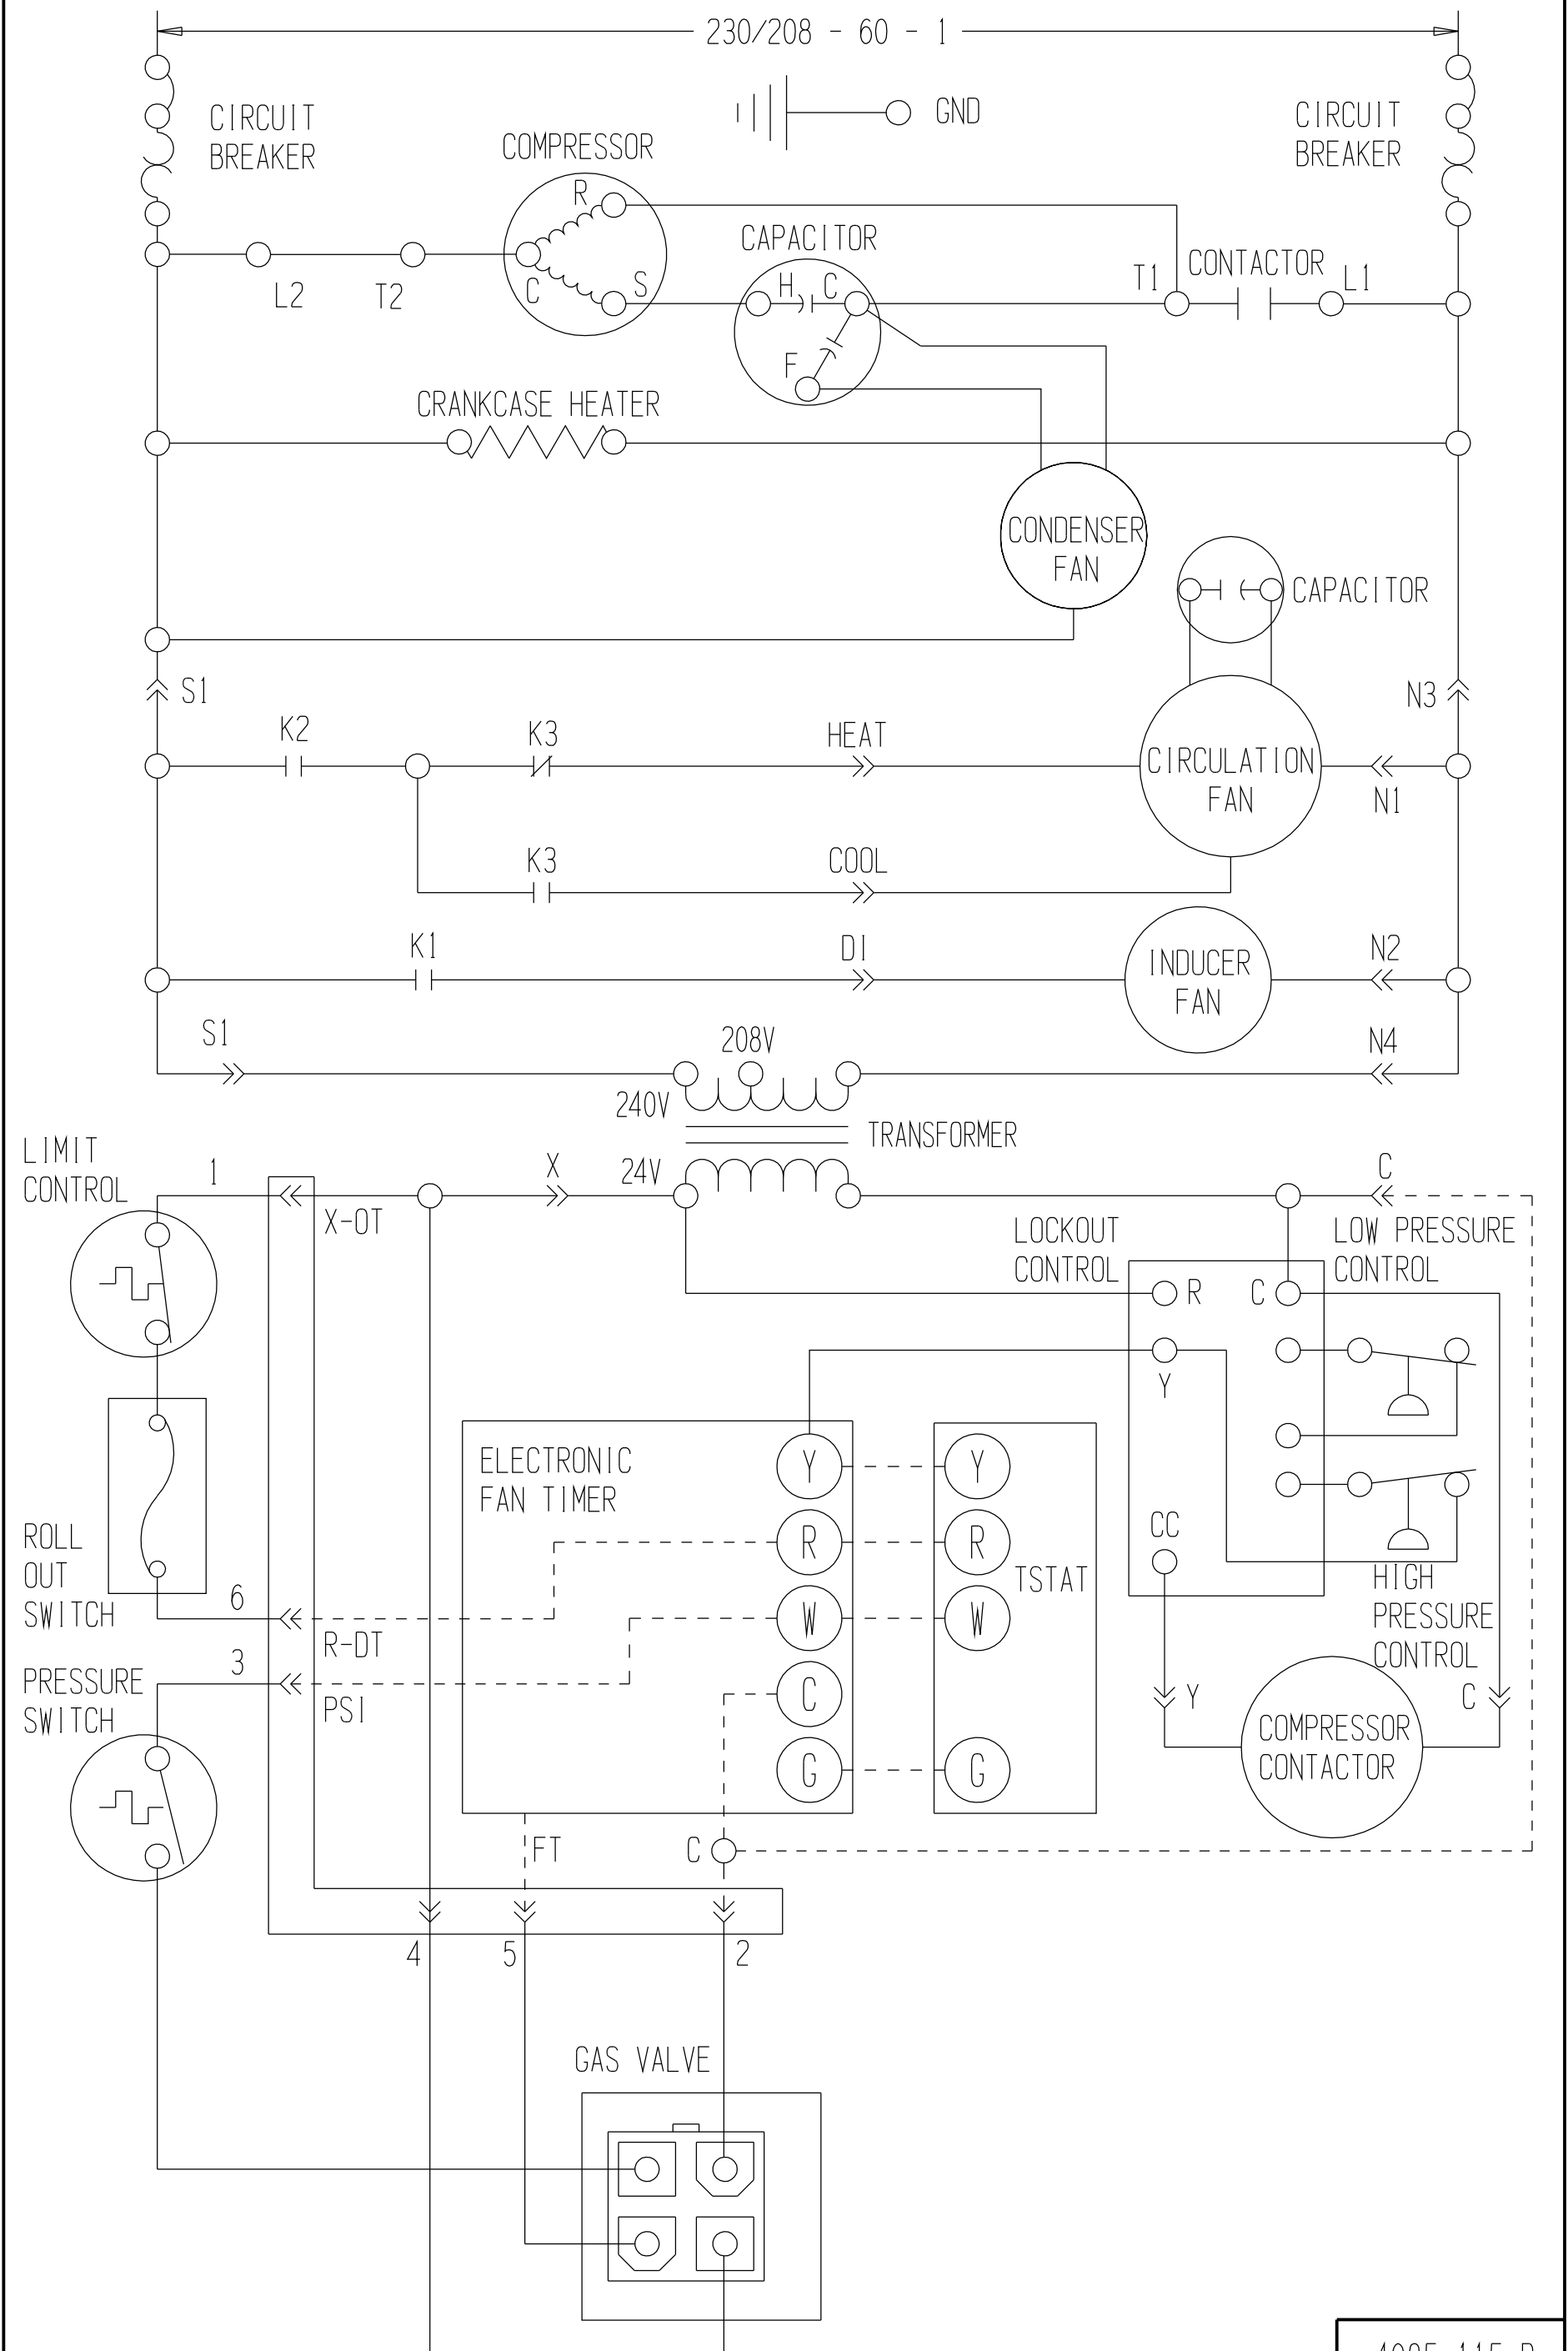 230/208 - 60 - 1
GND
CIRCUIT
BREAKER
CIRCUIT
BREAKER
COMPRESSOR
R
C
S
L2
T2
CAPACITOR
H
C
F
T1
CONTACTOR
L1
CRANKCASE HEATER
CONDENSER
FAN
CAPACITOR
S1
N3
K2
K3
HEAT
CIRCULATION
FAN
N1
K3
COOL
K1
DI
INDUCER
FAN
N2
S1
208V
N4
240V
TRANSFORMER
24V
LIMIT
CONTROL
1
X-OT
X
C
LOCKOUT
CONTROL
LOW PRESSURE
CONTROL
R
C
Y
CC
ELECTRONIC
FAN TIMER
Y
R
W
C
G
Y
R
W
G
TSTAT
ROLL
OUT
SWITCH
6
R-DT
3
PSI
PRESSURE
SWITCH
HIGH
PRESSURE
CONTROL
Y
C
COMPRESSOR
CONTACTOR
FT
C
4
5
2
GAS VALVE